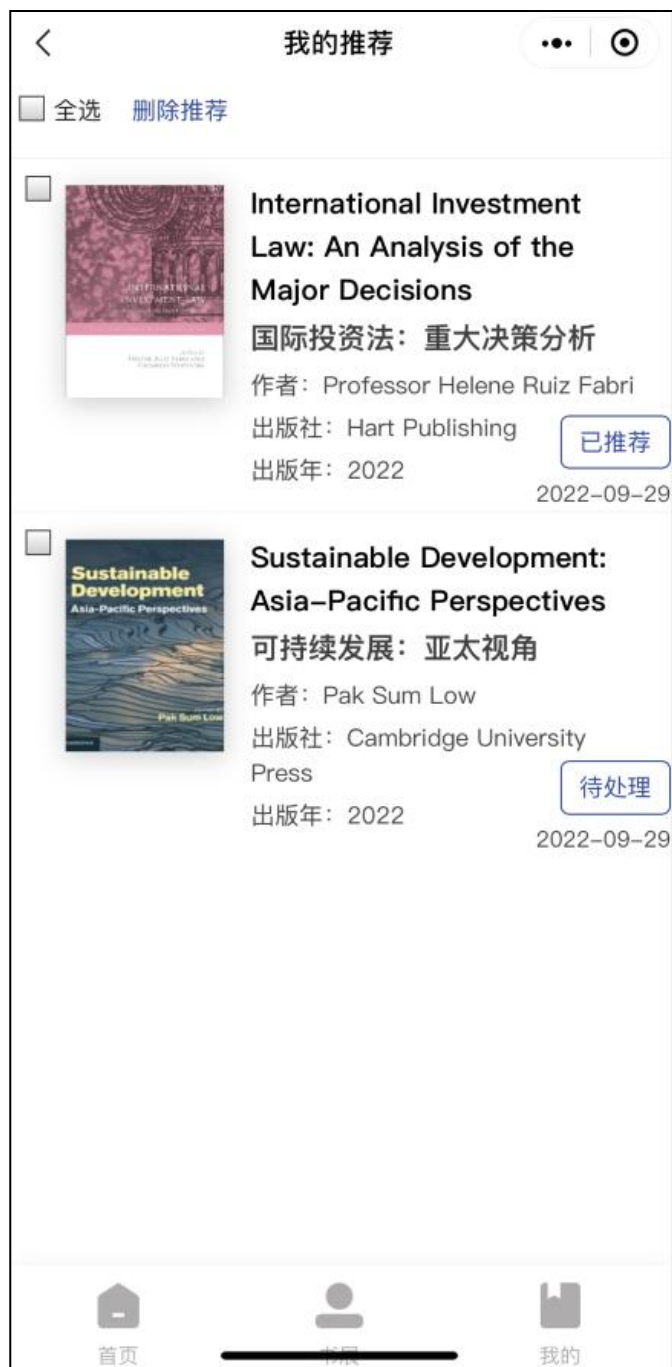 我的推荐
全选 删除推荐
International Investment
Law: An Analysis of the
Major Decisions
国际投资法：重大决策分析
作者：Professor Helene Ruiz Fabri
出版社：Hart Publishing
已推荐
出版年：2022
2022-09-29
INTERNATIONAL
INVESTMENT LAW
Sustainable Development:
Asia-Pacific Perspectives
可持续发展：亚太视角
作者：Pak Sum Low
出版社：Cambridge University
Press
待处理
出版年：2022
2022-09-29
Sustainable
Development
Asia-Pacific Perspectives
Pak Sum Low
首页
书展
我的